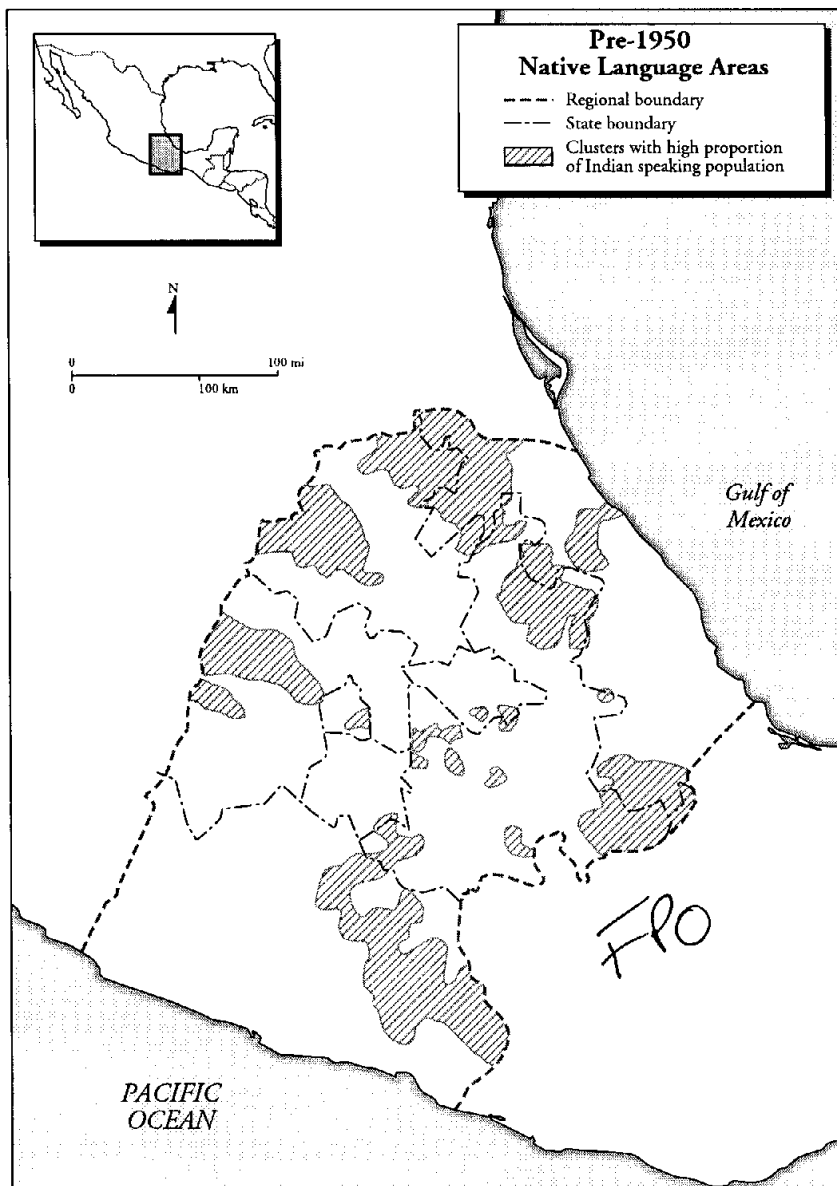 Pre-1950
Native Language Areas
Regional boundary
State boundary
Clusters with high proportion
of Indian speaking population
N
0 100 mi
0 100 km
Gulf of
Mexico
FPO
PACIFIC
OCEAN